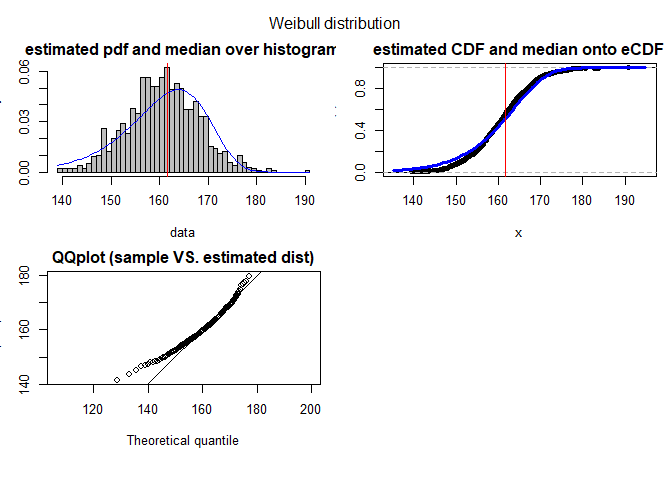 Weibull distribution
estimated pdf and median over histogram
0.06
0.03
0.00
140 150 160 170 180 190
data
estimated CDF and median onto eCDF
0.8
0.4
0.0
140 150 160 170 180 190
x
QQplot (sample VS. estimated dist)
180
160
140
120 140 160 180 200
Theoretical quantile